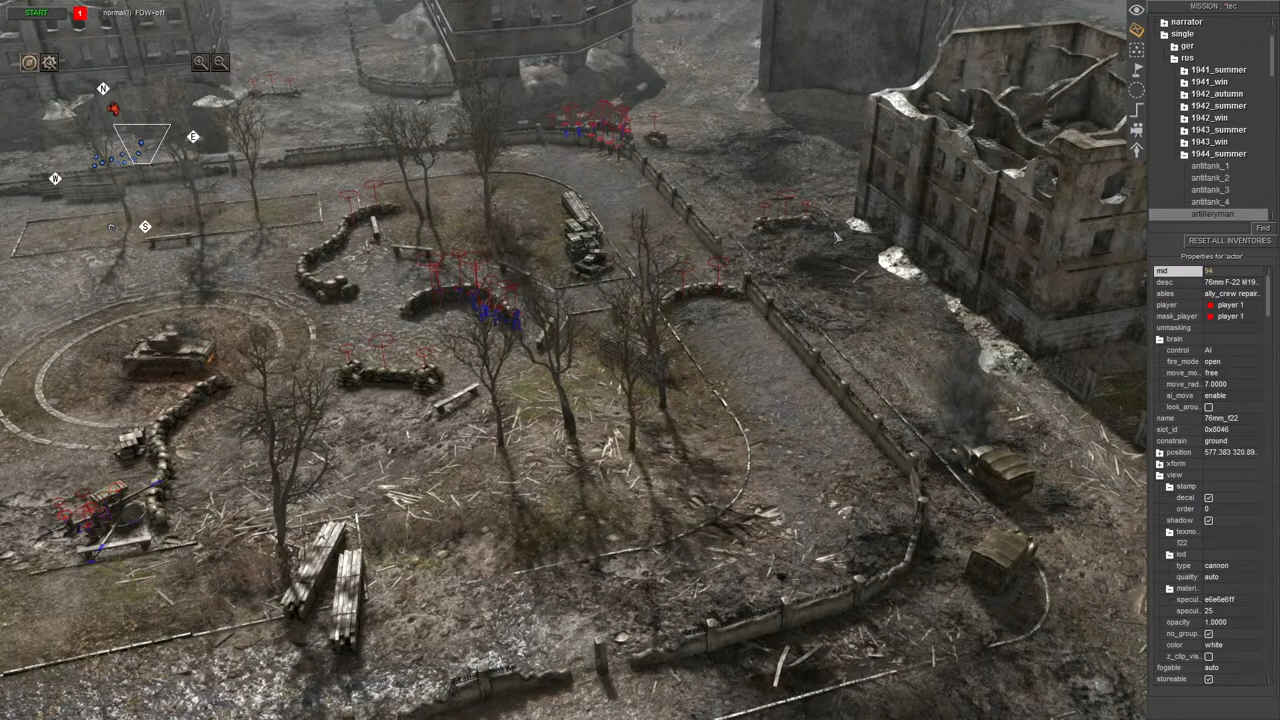 START
1
normal(!) FOW=off
N
E
W
S
MISSION : *tec
narrator
single
ger
rus
1941_summer
1941_win
1942_autumn
1942_summer
1942_win
1943_summer
1943_win
1944_summer
antitank_1
antitank_2
antitank_3
antitank_4
artilleryman
Find
RESET ALL INVENTORIES
Properties for 'actor'
mid 94
desc 76mm F-22 M19..
ables ally_crew repair..
player player 1
mask_player player 1
unmasking
brain
control AI
fire_mode open
move_mo.. free
move_rad.. 7.0000
ai_move enable
look_arou..
name 76mm_f22
slot_id 0x8046
constrain ground
position 577.383 320.89..
xform
view
stamp
decal
order 0
shadow
texmo..
f22
lod
type cannon
quality auto
materi..
specul.. e6e6e6ff
specul.. 25
opacity 1.0000
no_group..
color white
z_clip_vis..
fogable auto
storeable